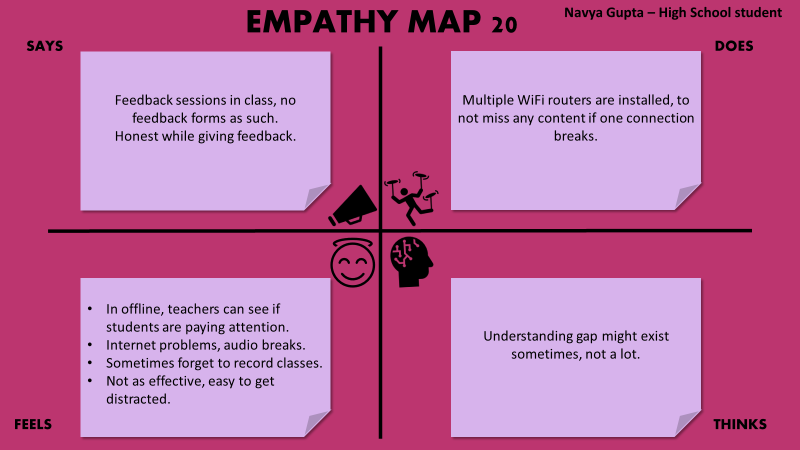 EMPATHY MAP 20
Navya Gupta – High School student
SAYS
DOES
Feedback sessions in class, no
feedback forms as such.
Honest while giving feedback.
Multiple WiFi routers are installed, to
not miss any content if one connection
breaks.
• In offline, teachers can see if
students are paying attention.
• Internet problems, audio breaks.
• Sometimes forget to record classes.
• Not as effective, easy to get
distracted.
Understanding gap might exist
sometimes, not a lot.
FEELS
THINKS